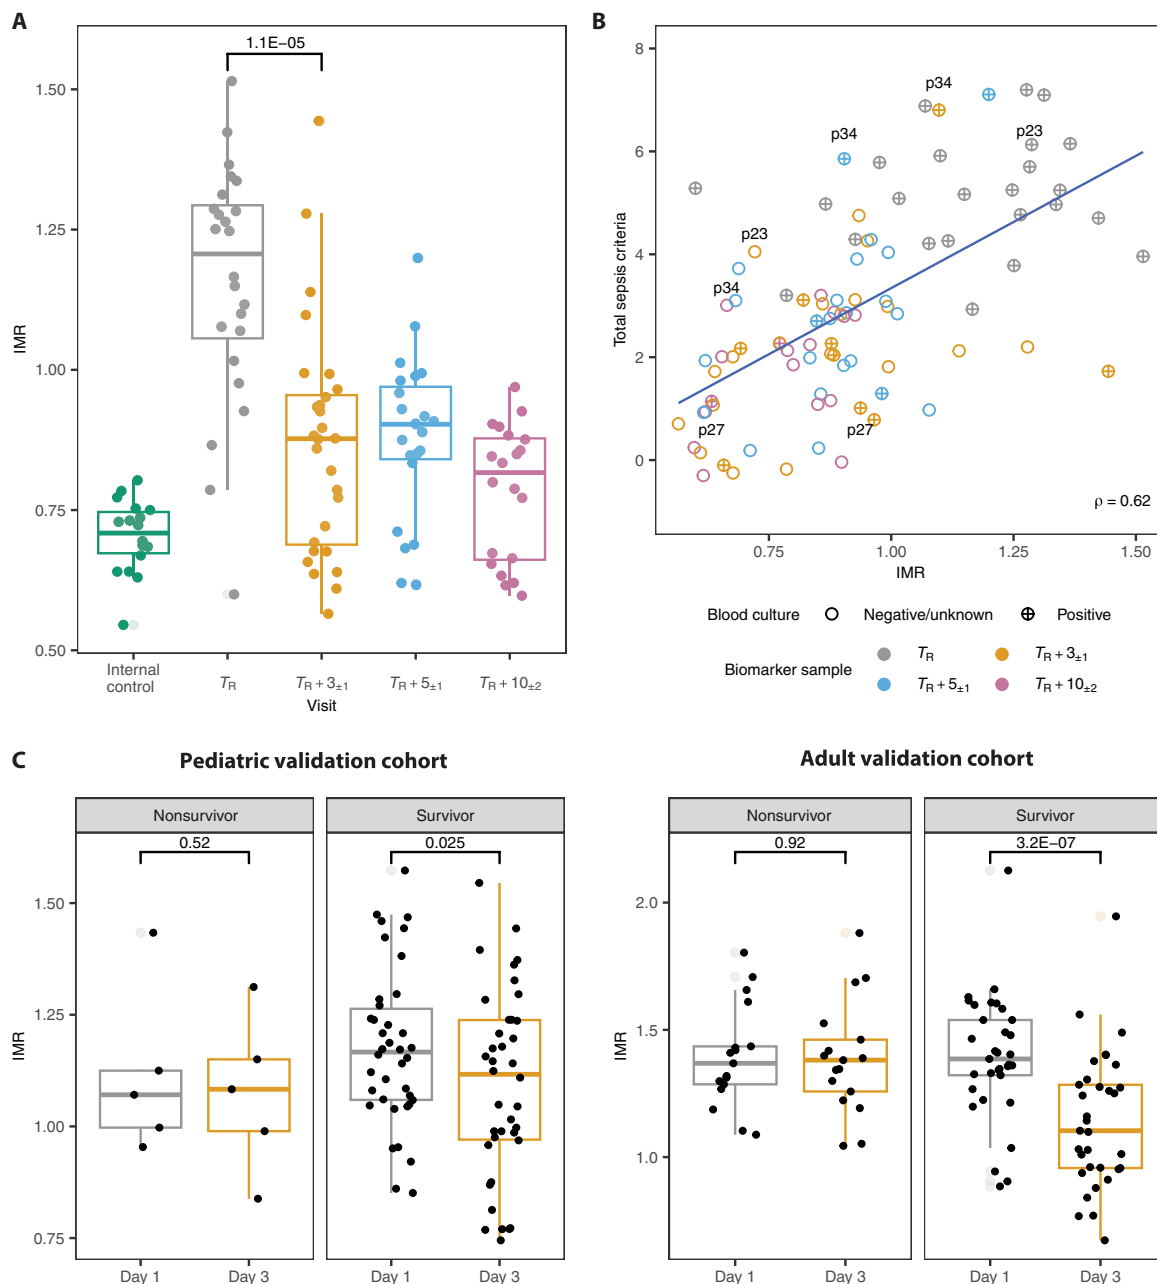 A
1.1E−05
1.50
1.25
1.00
0.75
0.50
IMR
Internal
control
TR
TR + 3±1
TR + 5±1
TR + 10±2
Visit
B
8
6
4
2
0
Total sepsis criteria
p34
p34
p23
p23
p34
p27
p27
ρ = 0.62
0.75
1.00
1.25
1.50
IMR
Blood culture
Negative/unknown
Positive
Biomarker sample
TR
TR + 3±1
TR + 5±1
TR + 10±2
C
Pediatric validation cohort
Nonsurvivor
Survivor
0.52
0.025
1.50
1.25
1.00
0.75
IMR
Day 1
Day 3
Day 1
Day 3
Adult validation cohort
Nonsurvivor
Survivor
0.92
3.2E−07
2.0
1.5
1.0
IMR
Day 1
Day 3
Day 1
Day 3